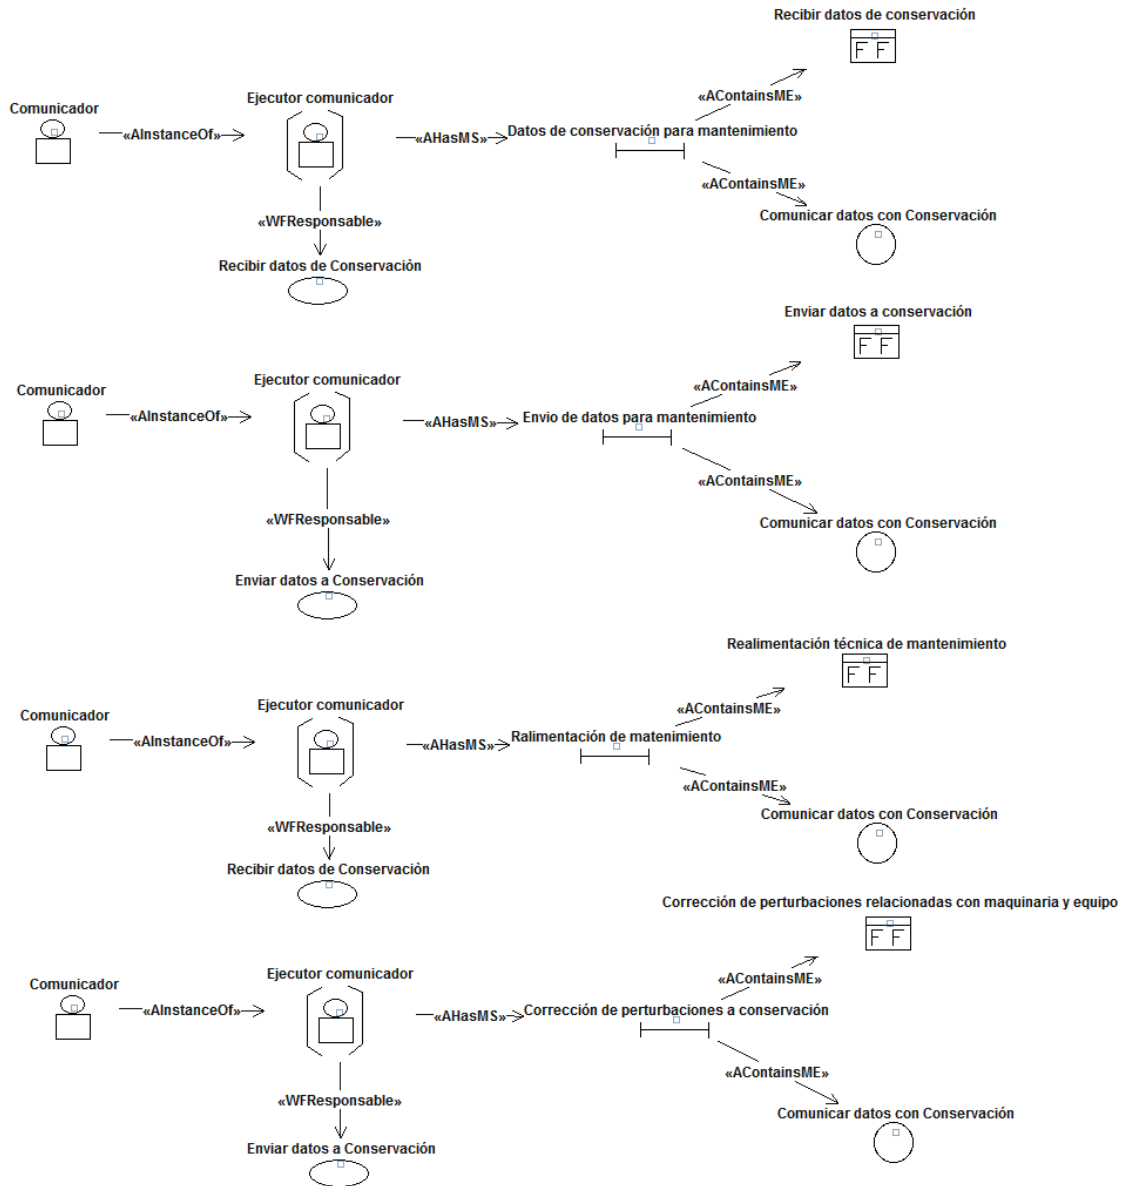 Recibir datos de conservación
F F
«AContainsME»
Comunicador
Ejecutor comunicador
«AInstanceOf»
«AHasMS»
Datos de conservación para mantenimiento
«AContainsME»
«WFResponsable»
Comunicar datos con Conservación
Recibir datos de Conservación
Enviar datos a conservación
F F
«AContainsME»
Comunicador
Ejecutor comunicador
«AInstanceOf»
«AHasMS»
Envio de datos para mantenimiento
«AContainsME»
«WFResponsable»
Comunicar datos con Conservación
Enviar datos a Conservación
Realimentación técnica de mantenimiento
F F
«AContainsME»
Comunicador
Ejecutor comunicador
«AInstanceOf»
«AHasMS»
Ralimentación de matenimiento
«AContainsME»
«WFResponsable»
Comunicar datos con Conservación
Recibir datos de Conservación
Corrección de perturbaciones relacionadas con maquinaria y equipo
F F
«AContainsME»
Comunicador
Ejecutor comunicador
«AInstanceOf»
«AHasMS»
Corrección de perturbaciones a conservación
«AContainsME»
«WFResponsable»
Comunicar datos con Conservación
Enviar datos a Conservación